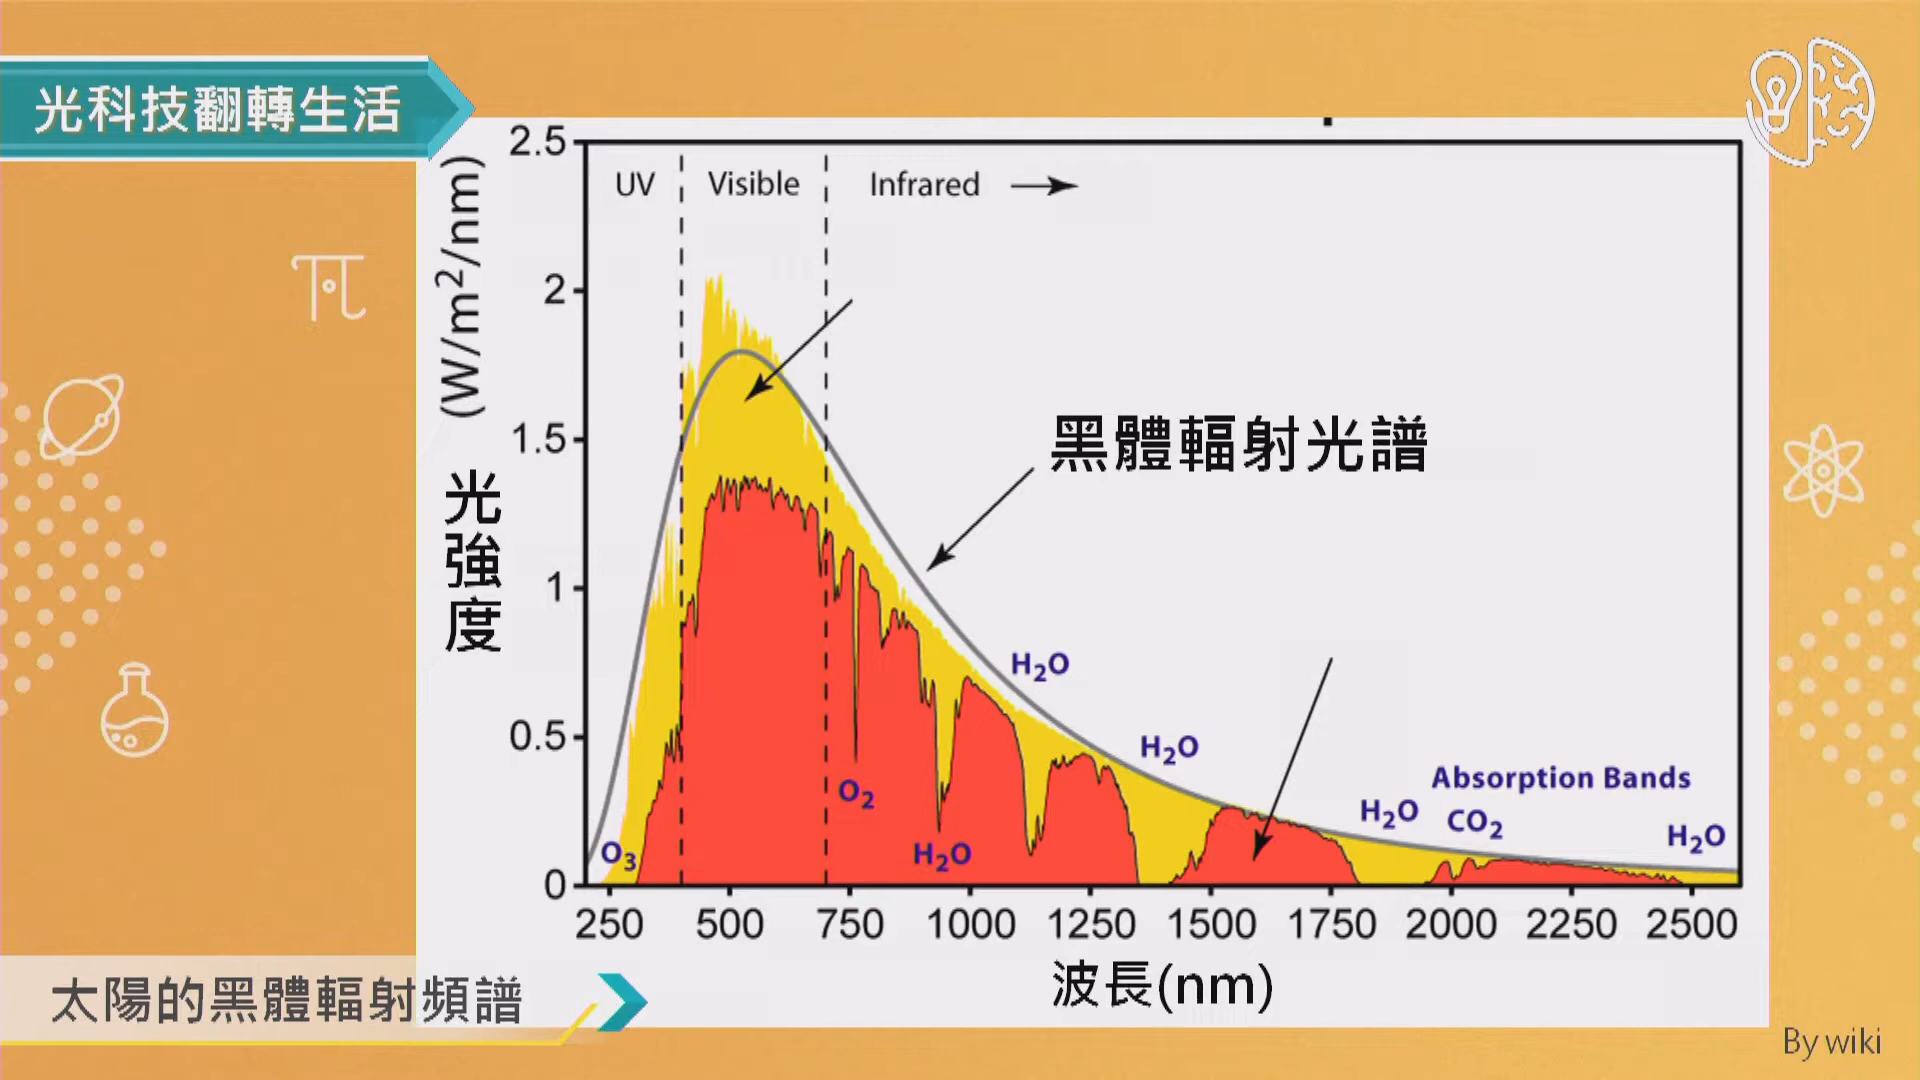 光科技翻轉生活
UV
Visible
Infrared
(W/m²/nm)
光強度
2.5
2
1.5
1
0.5
0
黑體輻射光譜
H₂O
H₂O
Absorption Bands
H₂O
CO₂
H₂O
O₂
O₃
H₂O
250 500 750 1000 1250 1500 1750 2000 2250 2500
波長(nm)
太陽的黑體輻射頻譜
By wiki